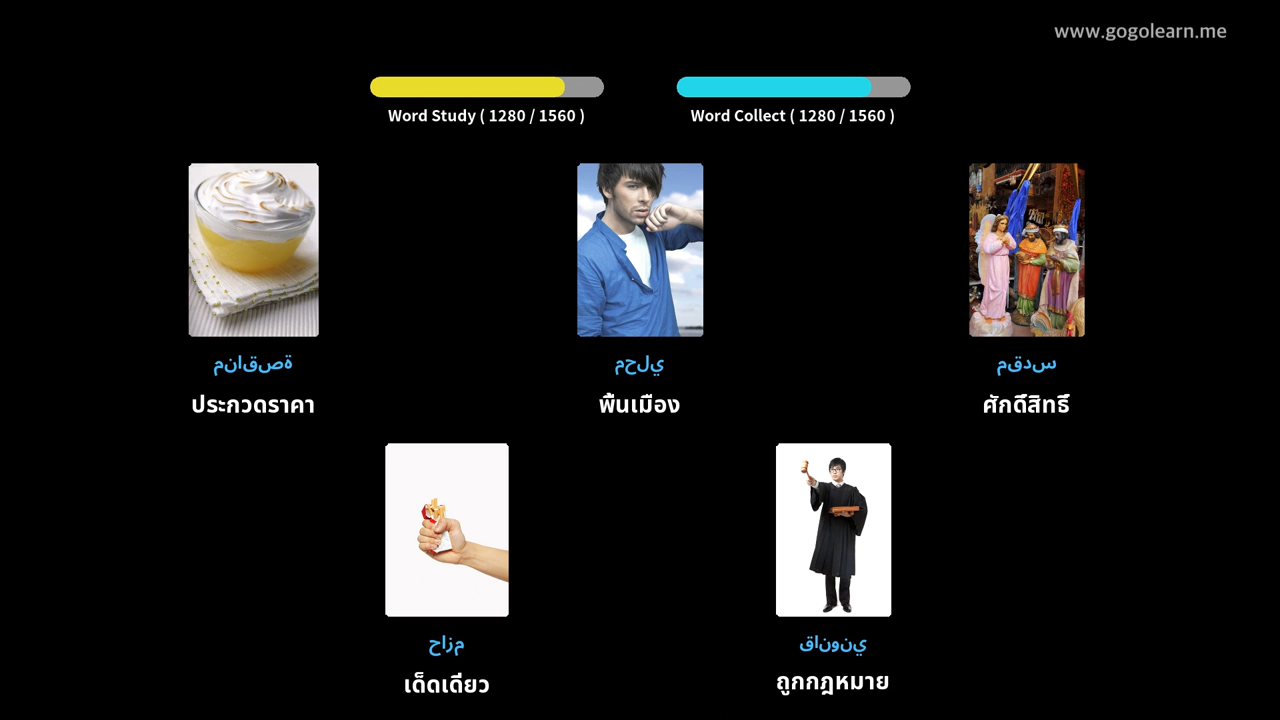 www.gogolearn.me
Word Study ( 1280 / 1560 )
Word Collect ( 1280 / 1560 )
مناقصة
محلي
مقدس
ประกวดราคา
พื้นเมือง
ศักดิ์สิทธิ์
حازم
قانوني
เด็ดเดี่ยว
ถูกกฎหมาย